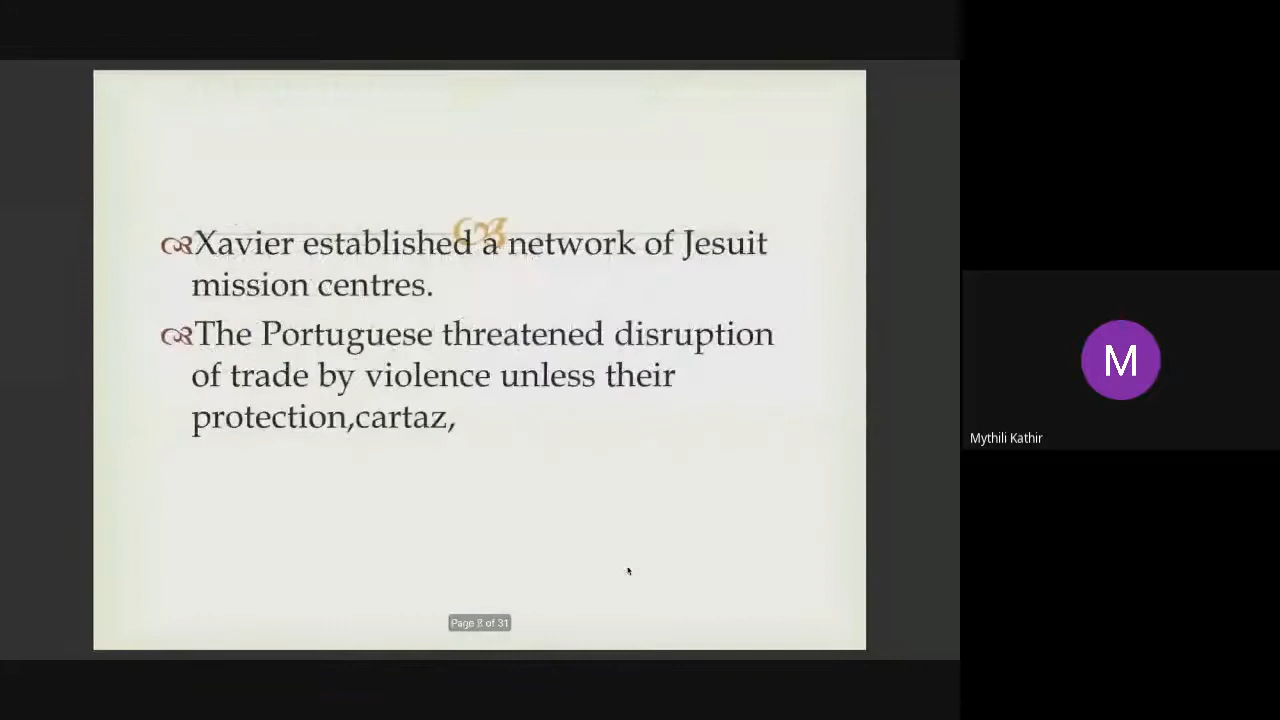 Xavier established a network of Jesuit
mission centres.
The Portuguese threatened disruption
of trade by violence unless their
protection,cartaz,
Page 8 of 31
M
Mythili Kathir